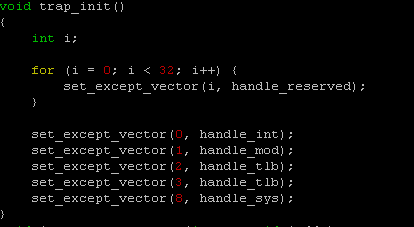 void trap_init()
{
    int i;
    for (i = 0; i < 32; i++) {
        set_except_vector(i, handle_reserved);
    }
    set_except_vector(0, handle_int);
    set_except_vector(1, handle_mod);
    set_except_vector(2, handle_tlb);
    set_except_vector(3, handle_tlb);
    set_except_vector(8, handle_sys);
}